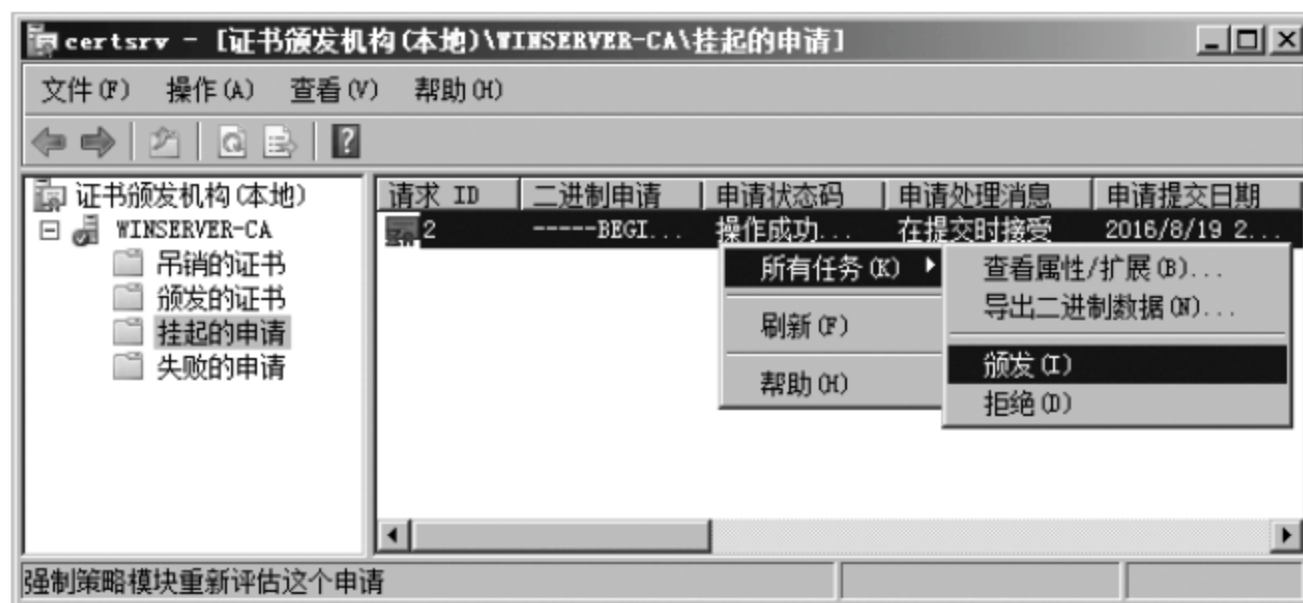 certsrv - [证书颁发机构(本地)\WINSERVER-CA\挂起的申请]
文件(F) 操作(A) 查看(V) 帮助(H)
证书颁发机构(本地)
WINSERVER-CA
吊销的证书
颁发的证书
挂起的申请
失败的申请
请求 ID 二进制申请 申请状态码 申请处理消息 申请提交日期
2 -----BEGI... 操作成功... 在提交时接受 2016/8/19 2...
所有任务(K)
刷新(F)
帮助(H)
查看属性/扩展(B)...
导出二进制数据(N)...
颁发(I)
拒绝(D)
强制策略模块重新评估这个申请